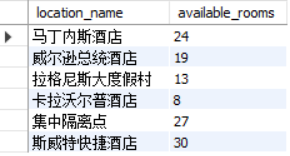 location_name available_rooms
马丁内斯酒店 24
威尔逊总统酒店 19
拉格尼斯大度假村 13
卡拉沃尔普酒店 8
集中隔离点 27
斯威特快捷酒店 30